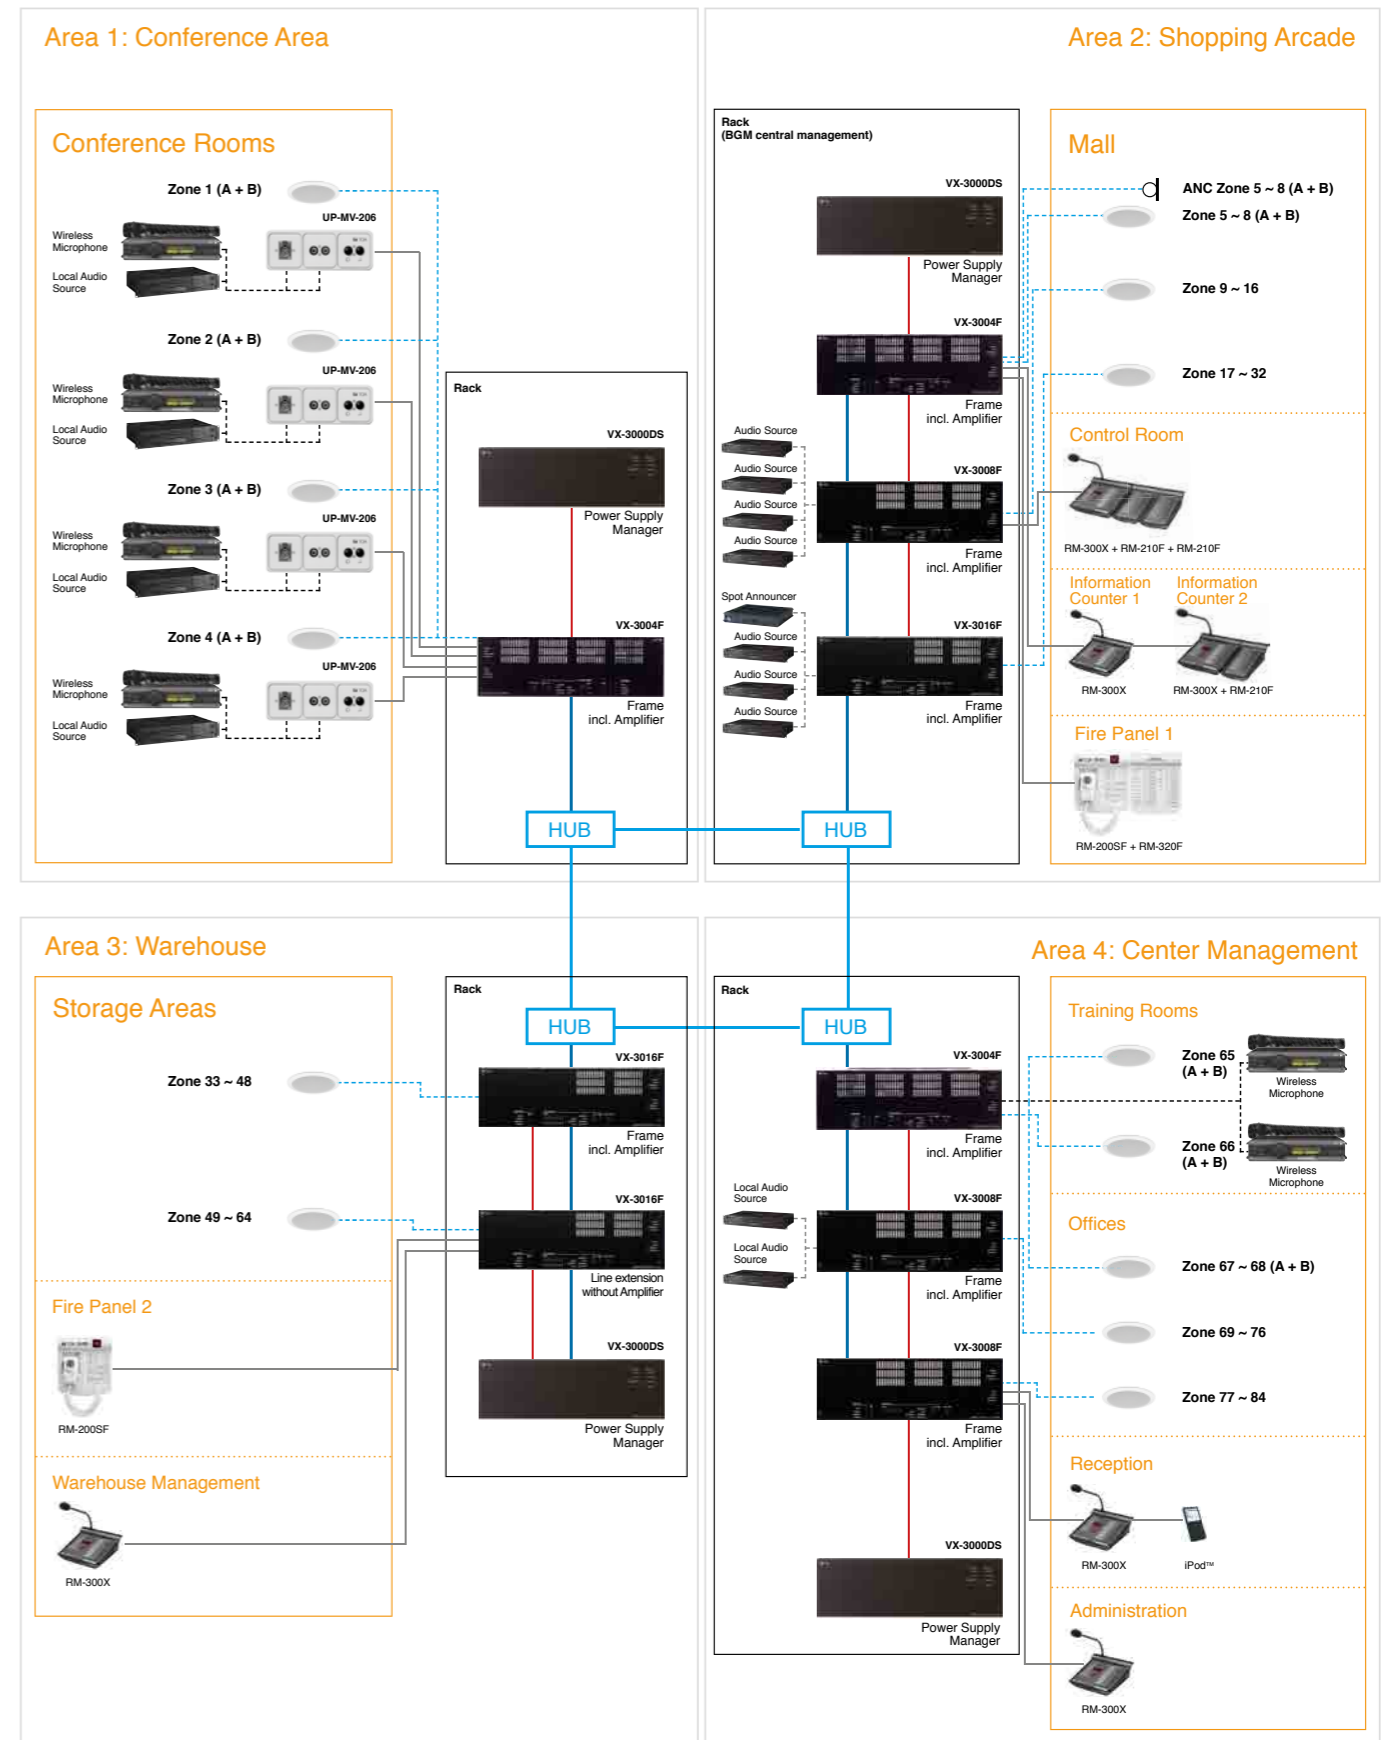 Area 1: Conference Area
Conference Rooms
Zone 1 (A + B)
UP-MV-206
Wireless
Microphone
Local Audio
Source
Zone 2 (A + B)
UP-MV-206
Wireless
Microphone
Local Audio
Source
Zone 3 (A + B)
UP-MV-206
Wireless
Microphone
Local Audio
Source
Zone 4 (A + B)
UP-MV-206
Wireless
Microphone
Local Audio
Source
Rack
VX-3000DS
Power Supply
Manager
VX-3004F
Frame
incl. Amplifier
HUB
Area 2: Shopping Arcade
Rack
(BGM central management)
VX-3000DS
Power Supply
Manager
VX-3004F
Frame
incl. Amplifier
Audio Source
Audio Source
Audio Source
Audio Source
VX-3008F
Frame
incl. Amplifier
Spot Announcer
Audio Source
Audio Source
Audio Source
VX-3016F
Frame
incl. Amplifier
HUB
Mall
ANC Zone 5 ~ 8 (A + B)
Zone 5 ~ 8 (A + B)
Zone 9 ~ 16
Zone 17 ~ 32
Control Room
RM-300X + RM-210F + RM-210F
Information
Counter 1
Information
Counter 2
RM-300X
RM-300X + RM-210F
Fire Panel 1
RM-200SF + RM-320F
Area 3: Warehouse
Storage Areas
Zone 33 ~ 48
Zone 49 ~ 64
Fire Panel 2
RM-200SF
Warehouse Management
RM-300X
Rack
HUB
VX-3016F
Frame
incl. Amplifier
VX-3016F
Line extension
without Amplifier
VX-3000DS
Power Supply
Manager
Area 4: Center Management
Rack
HUB
VX-3004F
Frame
incl. Amplifier
Local Audio
Source
Local Audio
Source
VX-3008F
Frame
incl. Amplifier
VX-3008F
Frame
incl. Amplifier
VX-3000DS
Power Supply
Manager
Training Rooms
Zone 65
(A + B)
Wireless
Microphone
Zone 66
(A + B)
Wireless
Microphone
Offices
Zone 67 ~ 68 (A + B)
Zone 69 ~ 76
Zone 77 ~ 84
Reception
RM-300X
iPod™
Administration
RM-300X